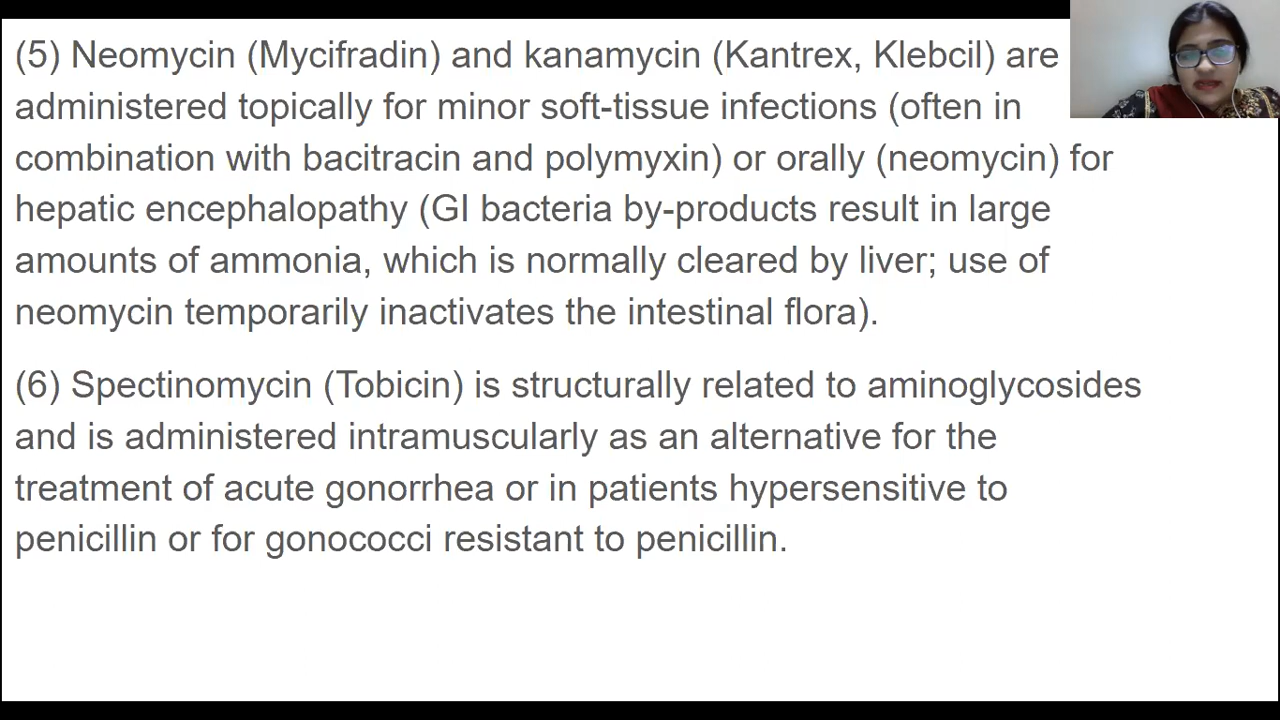 (5) Neomycin (Mycifradin) and kanamycin (Kantrex, Klebcil) are
administered topically for minor soft-tissue infections (often in
combination with bacitracin and polymyxin) or orally (neomycin) for
hepatic encephalopathy (GI bacteria by-products result in large
amounts of ammonia, which is normally cleared by liver; use of
neomycin temporarily inactivates the intestinal flora).
(6) Spectinomycin (Tobicin) is structurally related to aminoglycosides
and is administered intramuscularly as an alternative for the
treatment of acute gonorrhea or in patients hypersensitive to
penicillin or for gonococci resistant to penicillin.